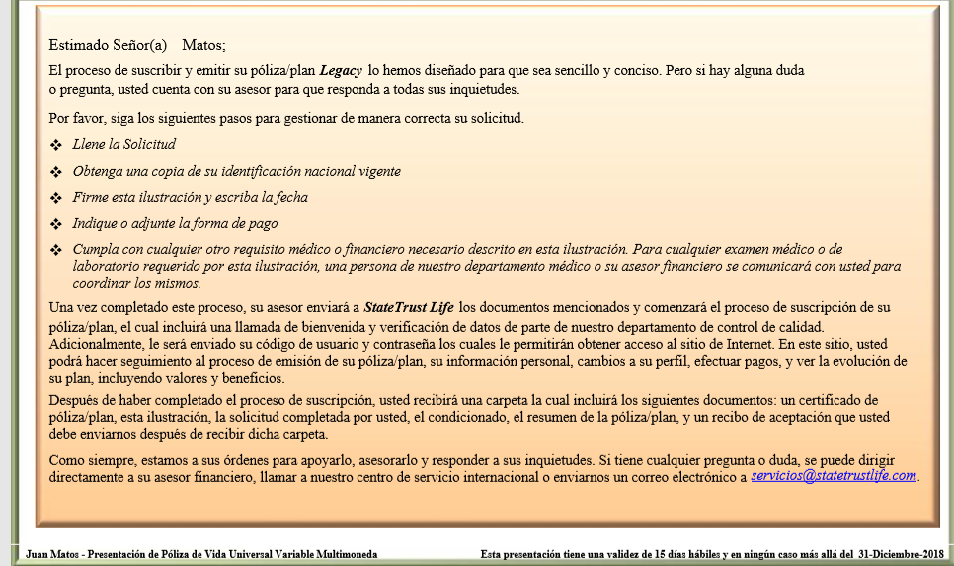 Estimado Señor(a) Matos;
El proceso de suscribir y emitir su póliza/plan Legacy lo hemos diseñado para que sea sencillo y conciso. Pero si hay alguna duda
o pregunta, usted cuenta con su asesor para que responda a todas sus inquietudes.
Por favor, siga los siguientes pasos para gestionar de manera correcta su solicitud.
❖ Llene la Solicitud
❖ Obtenga una copia de su identificación nacional vigente
❖ Firme esta ilustración y escriba la fecha
❖ Indique o adjunte la forma de pago
❖ Cumpla con cualquier otro requisito médico o financiero necesario descrito en esta ilustración. Para cualquier examen médico o de
laboratorio requerido por esta ilustración, una persona de nuestro departamento médico o su asesor financiero se comunicará con usted para
coordinar los mismos.
Una vez completado este proceso, su asesor enviará a StateTrust Life los documentos mencionados y comenzará el proceso de suscripción de su
póliza/plan, el cual incluirá una llamada de bienvenida y verificación de datos de parte de nuestro departamento de control de calidad.
Adicionalmente, le será enviado su código de usuario y contraseña los cuales le permitirán obtener acceso al sitio de Internet. En este sitio, usted
podrá hacer seguimiento al proceso de emisión de su póliza/plan, su información personal, cambios a su perfil, efectuar pagos, y ver la evolución de
su plan, incluyendo valores y beneficios.
Después de haber completado el proceso de suscripción, usted recibirá una carpeta la cual incluirá los siguientes documentos: un certificado de
póliza/plan, esta ilustración, la solicitud completada por usted, el condicionado, el resumen de la póliza/plan, y un recibo de aceptación que usted
debe enviarnos después de recibir dicha carpeta.
Como siempre, estamos a sus órdenes para apoyarlo, asesorarlo y responder a sus inquietudes. Si tiene cualquier pregunta o duda, se puede dirigir
directamente a su asesor financiero, llamar a nuestro centro de servicio internacional o enviarnos un correo electrónico a servicios@statetrustlife.com.
Juan Matos - Presentación de Póliza de Vida Universal Variable Multimoneda
Esta presentación tiene una validez de 15 días hábiles y en ningún caso más allá del 31-Diciembre-2018